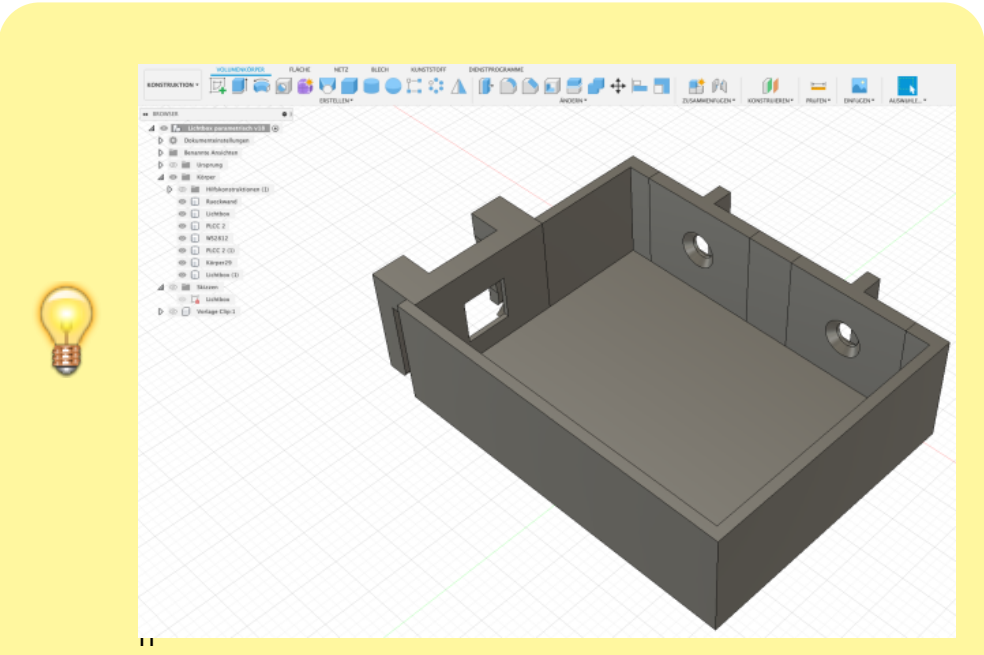 VOLUMENKÖRPER FLÄCHE NETZ BLECH KUNSTSTOFF DIENSTPROGRAMME
KONSTRUKTION
ERSTELLEN ÄNDERN ZUSAMMENFÜGEN KONSTRUIEREN PRÜFEN EINFÜGEN AUSWÄHLE...
BROWSER
Lichtbox parametrisch v19
Dokumenteinstellungen
Benannte Ansichten
Ursprung
Körper
Hilfskonstruktionen (1)
Rueckwand
Lichtbox
PLCC 2
WS2812
PLCC 2 (1)
Körper29
Lichtbox (1)
Skizzen
Lichtbox
Vorlage Clip:1